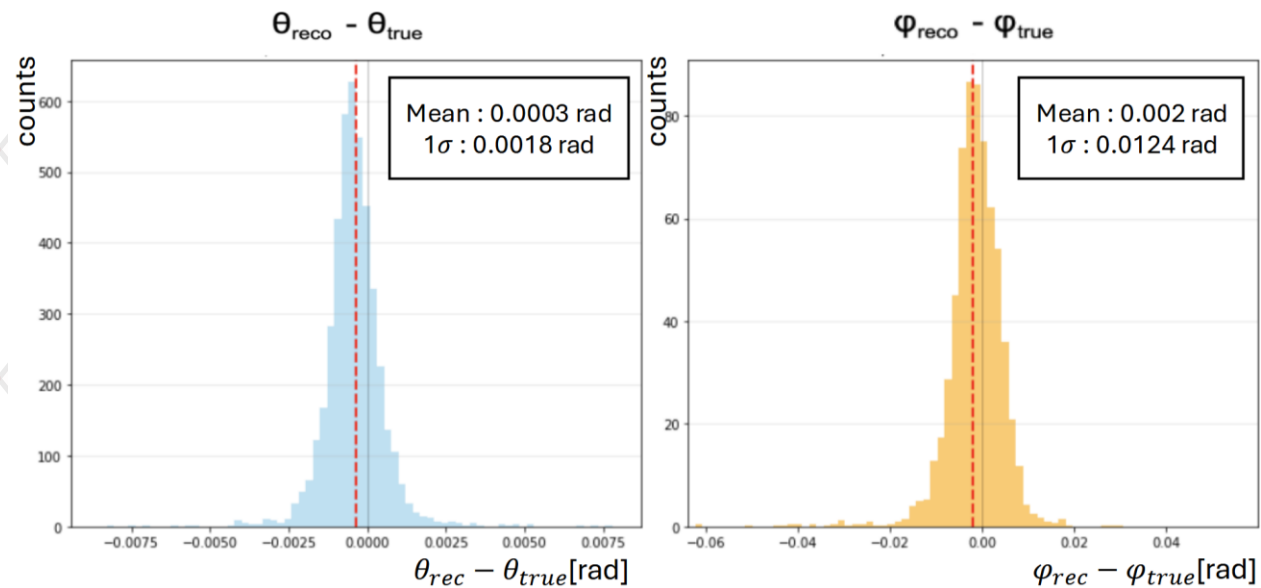 θreco - θtrue
counts
Mean : 0.0003 rad
1σ : 0.0018 rad
600
500
400
300
200
100
0
−0.0075 −0.0050 −0.0025 0.0000 0.0025 0.0050 0.0075
θrec − θtrue[rad]
φreco - φtrue
counts
Mean : 0.002 rad
1σ : 0.0124 rad
80
60
40
20
0
−0.06 −0.04 −0.02 0.00 0.02 0.04
φrec − φtrue[rad]